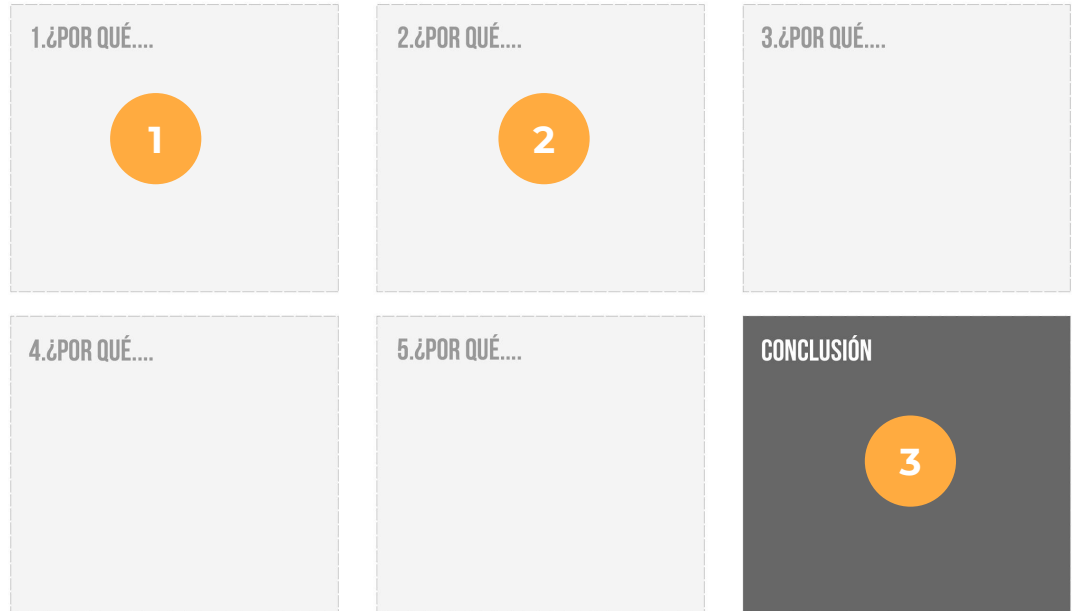 1.¿POR QUÉ....
2.¿POR QUÉ....
3.¿POR QUÉ....
1
2
4.¿POR QUÉ....
5.¿POR QUÉ....
CONCLUSIÓN
3